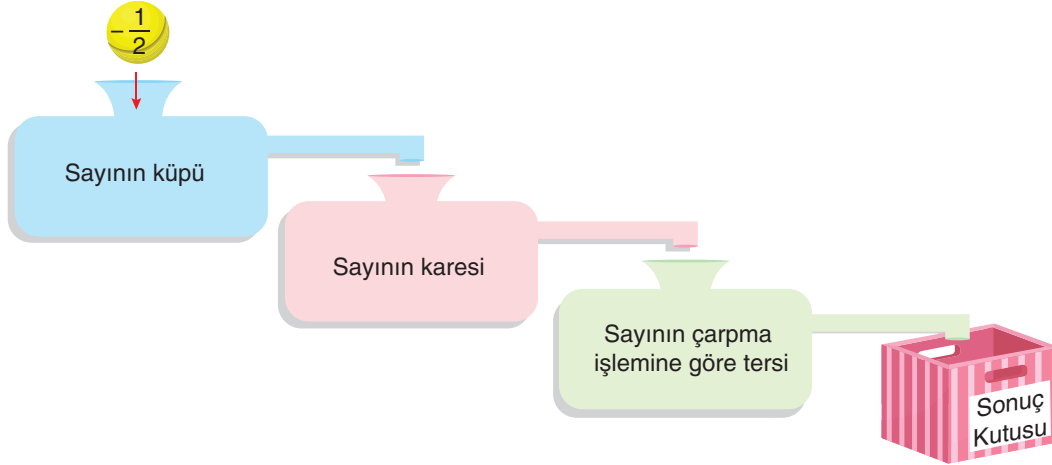 -1/2
Sayının küpü
Sayının karesi
Sayının çarpma
işlemine göre tersi
Sonuç
Kutusu